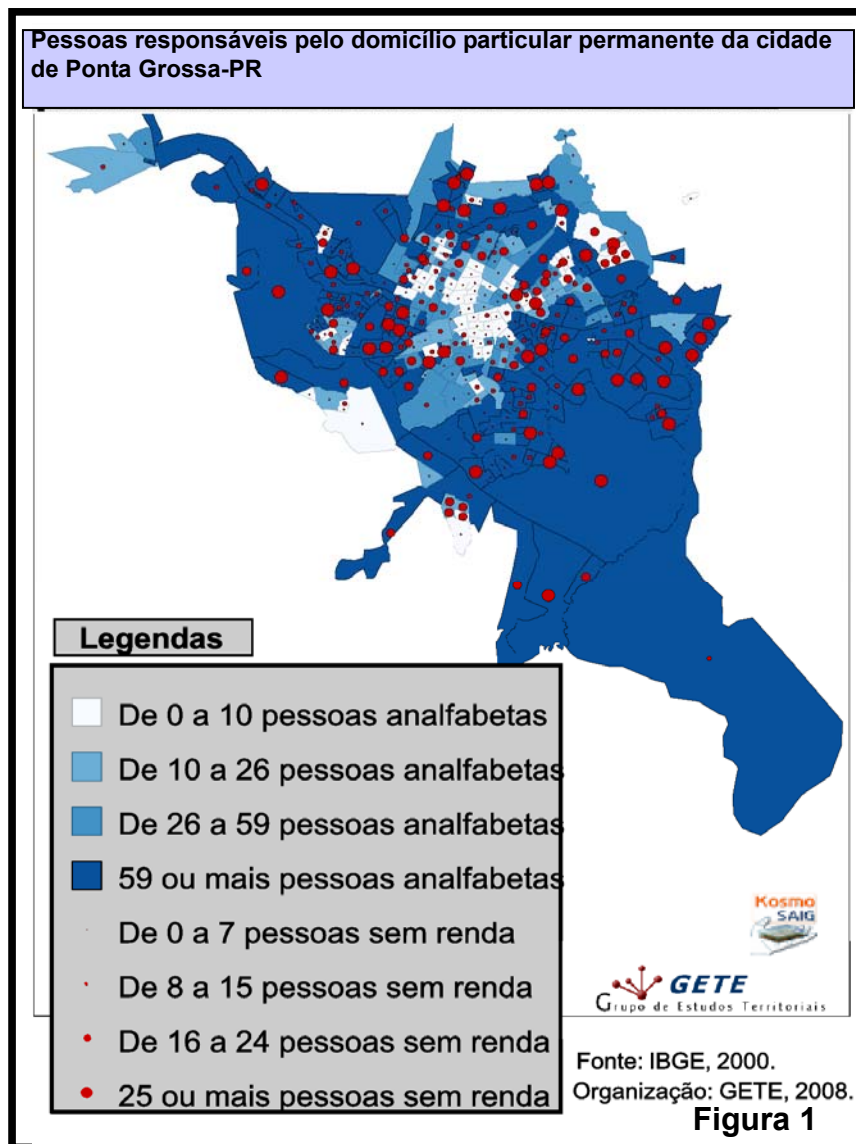 Pessoas responsáveis pelo domicílio particular permanente da cidade
de Ponta Grossa-PR
Legendas
De 0 a 10 pessoas analfabetas
De 10 a 26 pessoas analfabetas
De 26 a 59 pessoas analfabetas
59 ou mais pessoas analfabetas
De 0 a 7 pessoas sem renda
De 8 a 15 pessoas sem renda
De 16 a 24 pessoas sem renda
25 ou mais pessoas sem renda
Kosmo
SAIG
GETE
Grupo de Estudos Territoriais
Fonte: IBGE, 2000.
Organização: GETE, 2008.
Figura 1